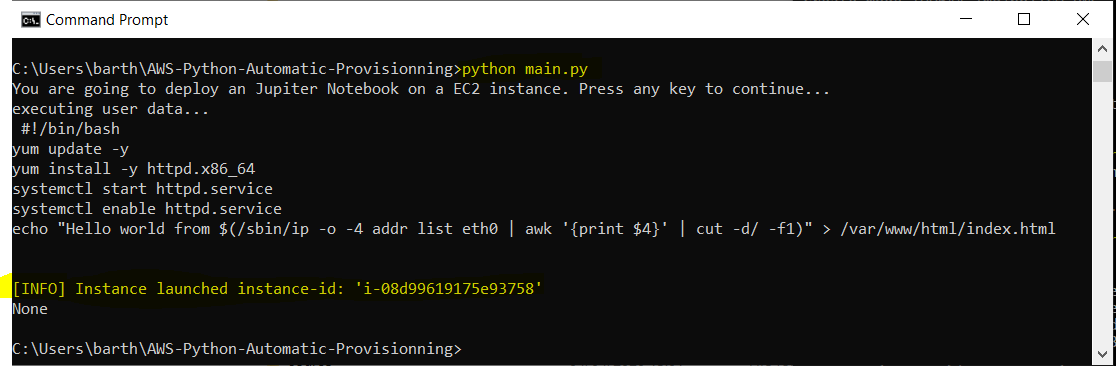 Command Prompt
C:\Users\barth\AWS-Python-Automatic-Provisionning>python main.py
You are going to deploy an Jupiter Notebook on a EC2 instance. Press any key to continue...
executing user data...
 #!/bin/bash
yum update -y
yum install -y httpd.x86_64
systemctl start httpd.service
systemctl enable httpd.service
echo "Hello world from $(/sbin/ip -o -4 addr list eth0 | awk '{print $4}' | cut -d/ -f1)" > /var/www/html/index.html
[INFO] Instance launched instance-id: 'i-08d99619175e93758'
None
C:\Users\barth\AWS-Python-Automatic-Provisionning>